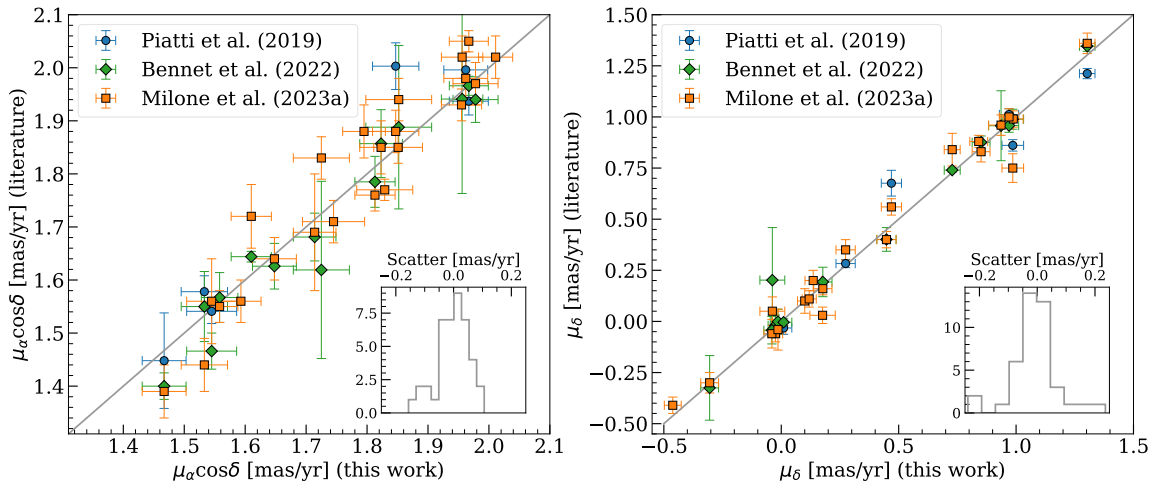 Piatti et al. (2019)
Bennet et al. (2022)
Milone et al. (2023a)
2.1
2.0
1.9
1.8
1.7
1.6
1.5
1.4
μαcosδ [mas/yr] (literature)
Scatter [mas/yr]
−0.2 0.0 0.2
7.5
5.0
2.5
0.0
1.4 1.5 1.6 1.7 1.8 1.9 2.0 2.1
μαcosδ [mas/yr] (this work)
Piatti et al. (2019)
Bennet et al. (2022)
Milone et al. (2023a)
1.50
1.25
1.00
0.75
0.50
0.25
0.00
−0.25
−0.50
μδ [mas/yr] (literature)
Scatter [mas/yr]
−0.2 0.0 0.2
10
5
0
−0.5 0.0 0.5 1.0 1.5
μδ [mas/yr] (this work)